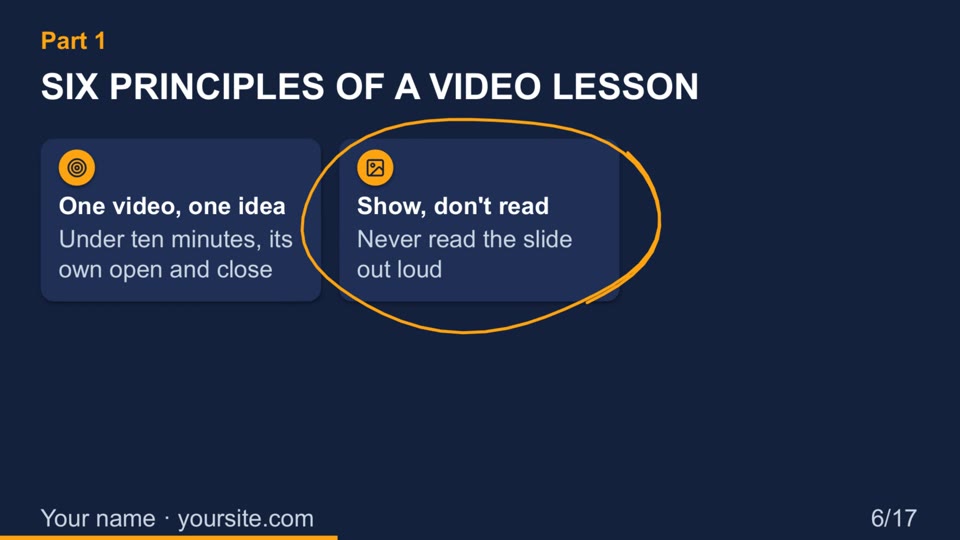 Part 1
SIX PRINCIPLES OF A VIDEO LESSON
One video, one idea
Under ten minutes, its
own open and close
Show, don't read
Never read the slide
out loud
Your name · yoursite.com
6/17